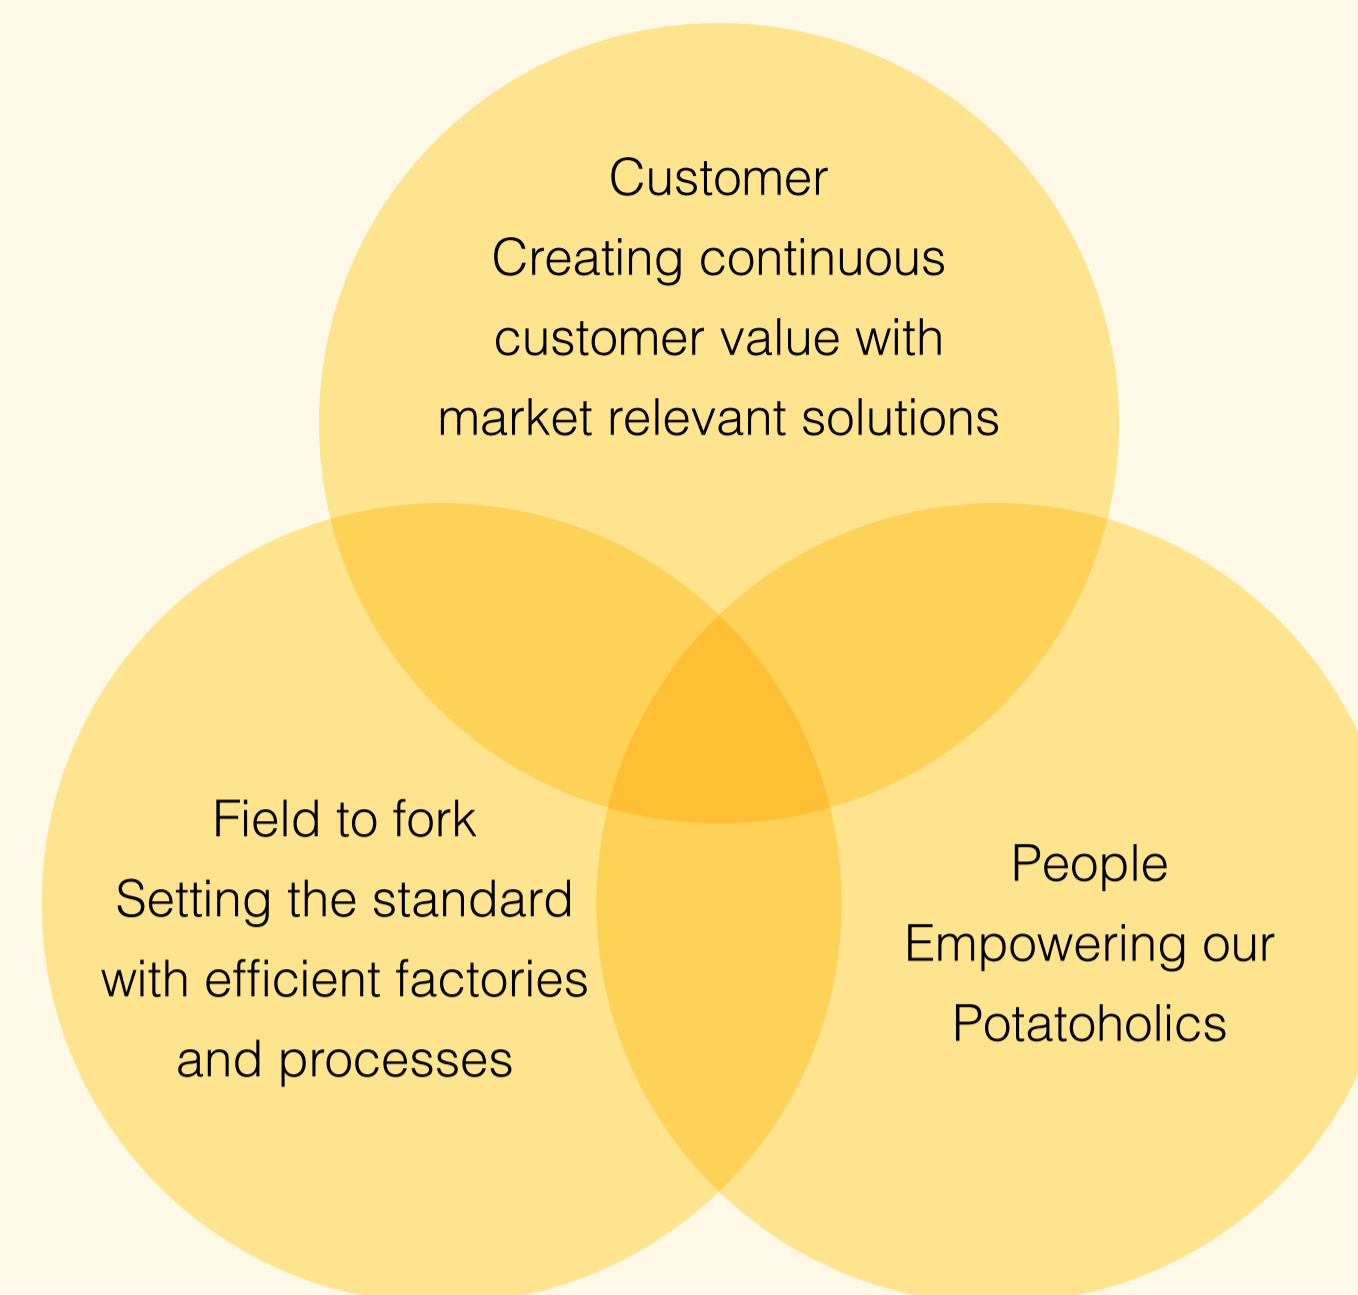 Customer
Creating continuous
customer value with
market relevant solutions
Field to fork
Setting the standard
with efficient factories
and processes
People
Empowering our
Potatoholics